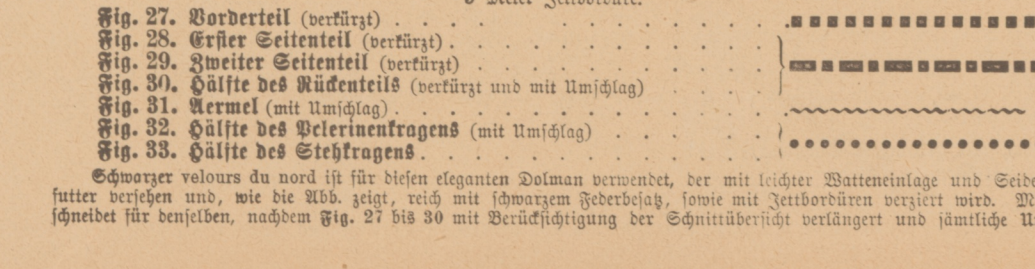 Fig. 27. Vorderteil (verkürzt)
Fig. 28. Erster Seitenteil (verkürzt)
Fig. 29. Zweiter Seitenteil (verkürzt)
Fig. 30. Hälfte des Rückenteils (verkürzt und mit Umschlag)
Fig. 31. Aermel (mit Umschlag)
Fig. 32. Hälfte des Pelerinenkragens (mit Umschlag)
Fig. 33. Hälfte des Stehkragens
Schwarzer velours du nord ist für diesen eleganten Dolman verwendet, der mit leichter Watteneinlage und Seide
futter versehen und, wie die Abb. zeigt, reich mit schwarzem Federbesatz, sowie mit Jettbordüren verziert wird. M
schneidet für denselben, nachdem Fig. 27 bis 30 mit Berücksichtigung der Schnittübersicht verlängert und sämtliche U